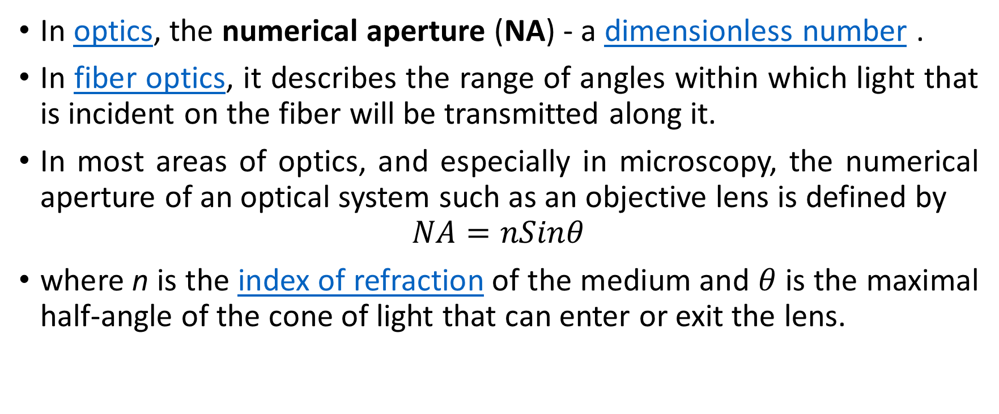 • In optics, the numerical aperture (NA) - a dimensionless number .
• In fiber optics, it describes the range of angles within which light that
is incident on the fiber will be transmitted along it.
• In most areas of optics, and especially in microscopy, the numerical
aperture of an optical system such as an objective lens is defined by
NA = nSinθ
• where n is the index of refraction of the medium and θ is the maximal
half-angle of the cone of light that can enter or exit the lens.